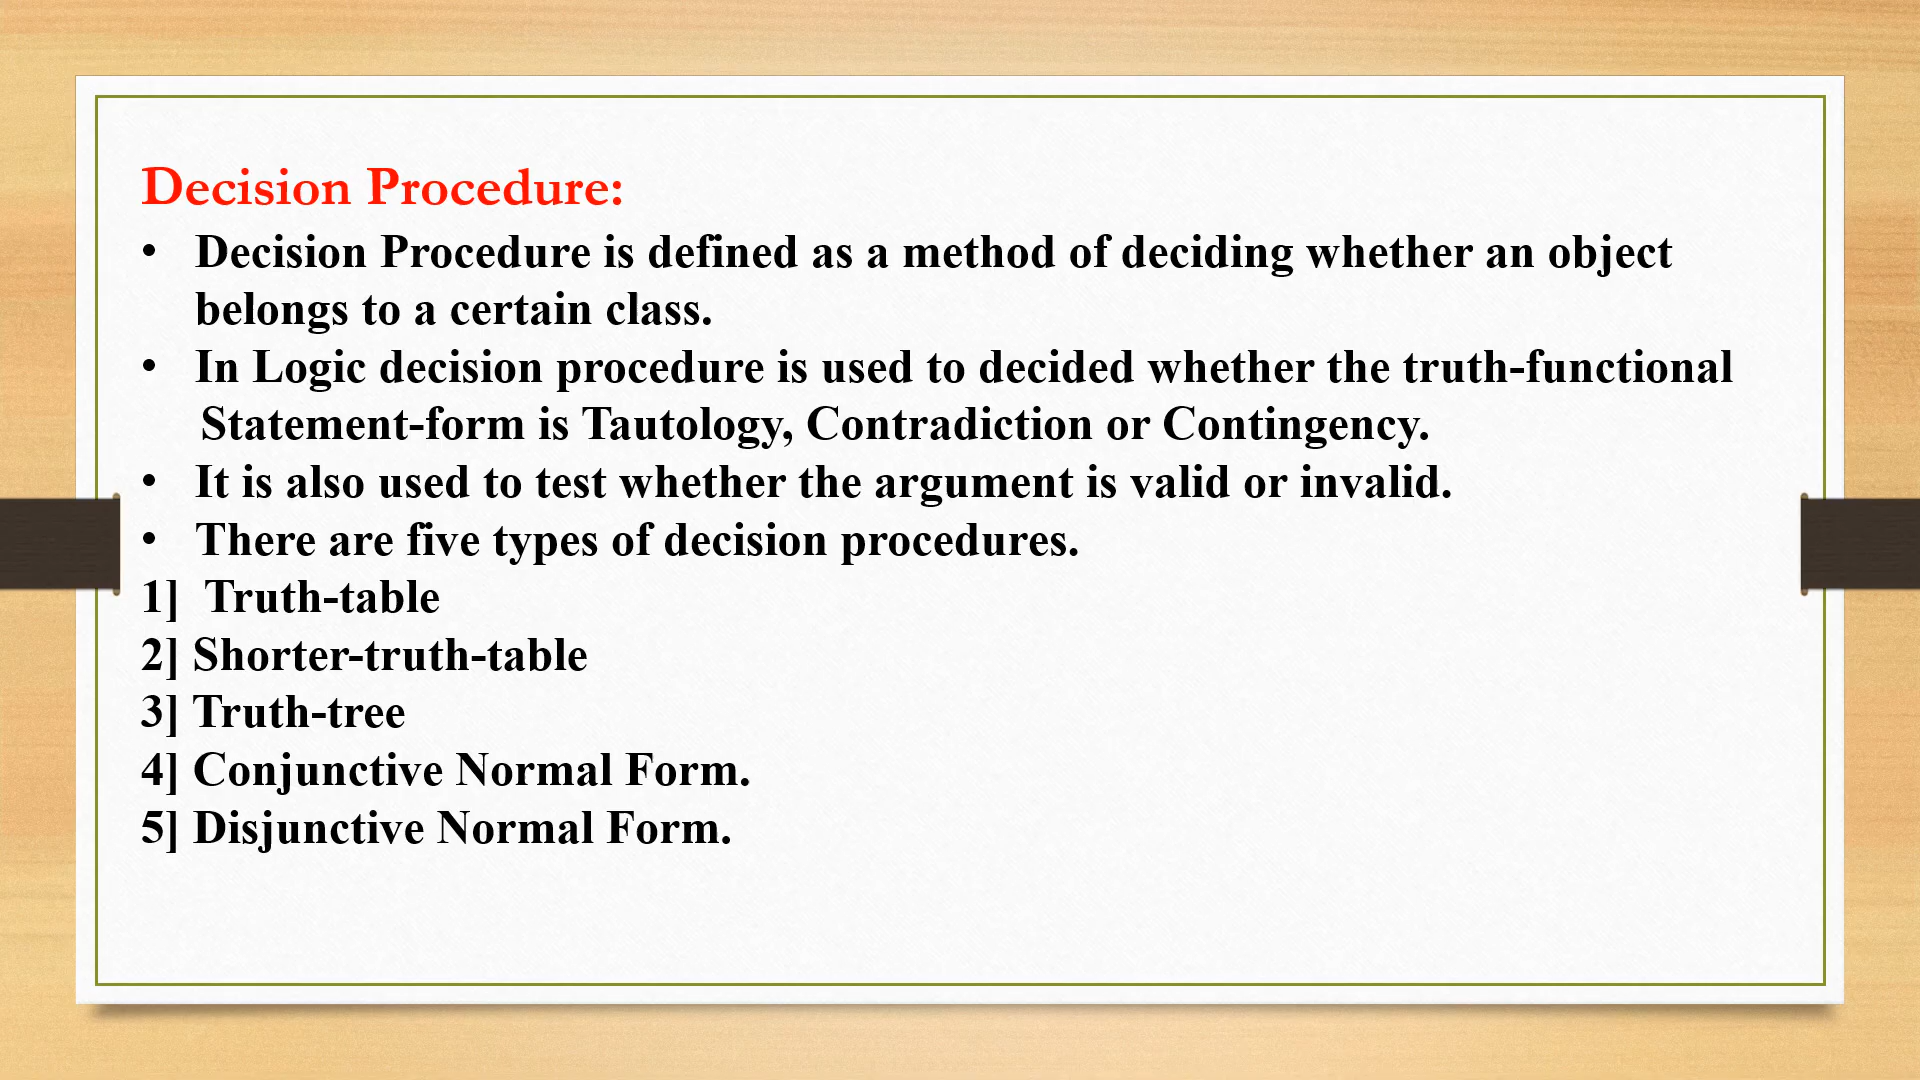 Decision Procedure:
• Decision Procedure is defined as a method of deciding whether an object
belongs to a certain class.
• In Logic decision procedure is used to decided whether the truth-functional
Statement-form is Tautology, Contradiction or Contingency.
• It is also used to test whether the argument is valid or invalid.
• There are five types of decision procedures.
1] Truth-table
2] Shorter-truth-table
3] Truth-tree
4] Conjunctive Normal Form.
5] Disjunctive Normal Form.